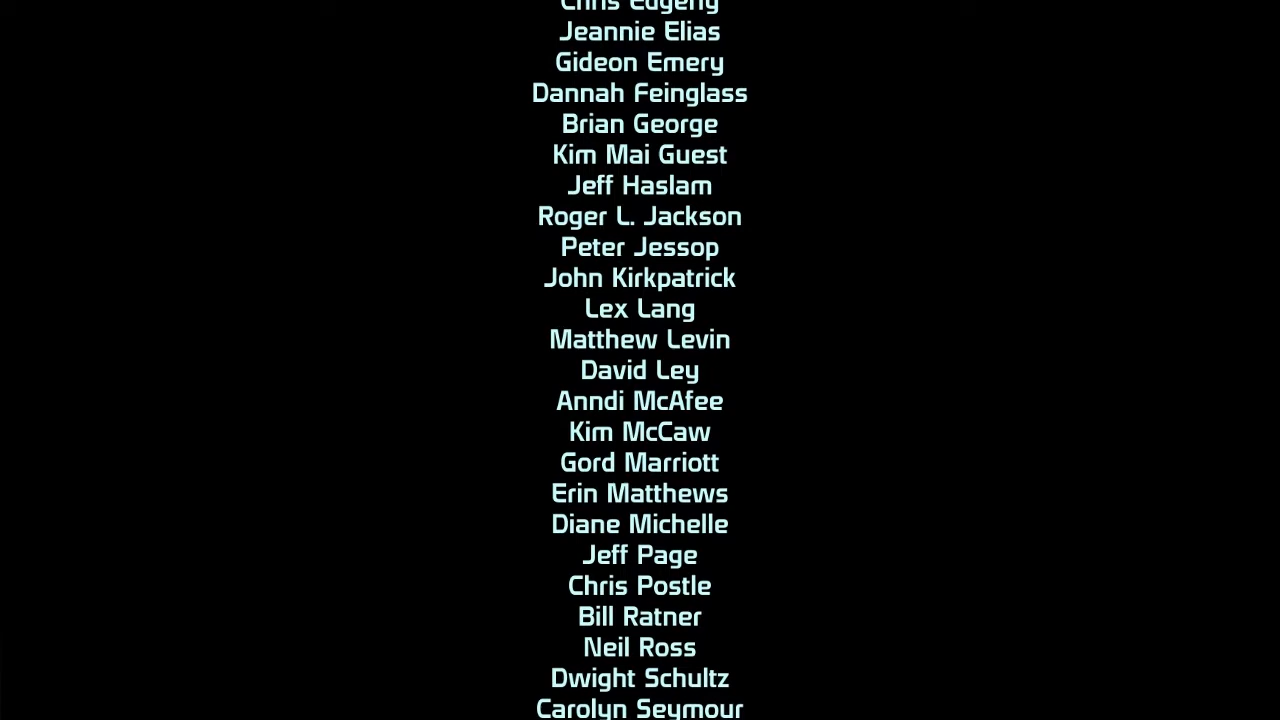 Chris Edgerly
Jeannie Elias
Gideon Emery
Dannah Feinglass
Brian George
Kim Mai Guest
Jeff Haslam
Roger L. Jackson
Peter Jessop
John Kirkpatrick
Lex Lang
Matthew Levin
David Ley
Anndi McAfee
Kim McCaw
Gord Marriott
Erin Matthews
Diane Michelle
Jeff Page
Chris Postle
Bill Ratner
Neil Ross
Dwight Schultz
Carolyn Seymour